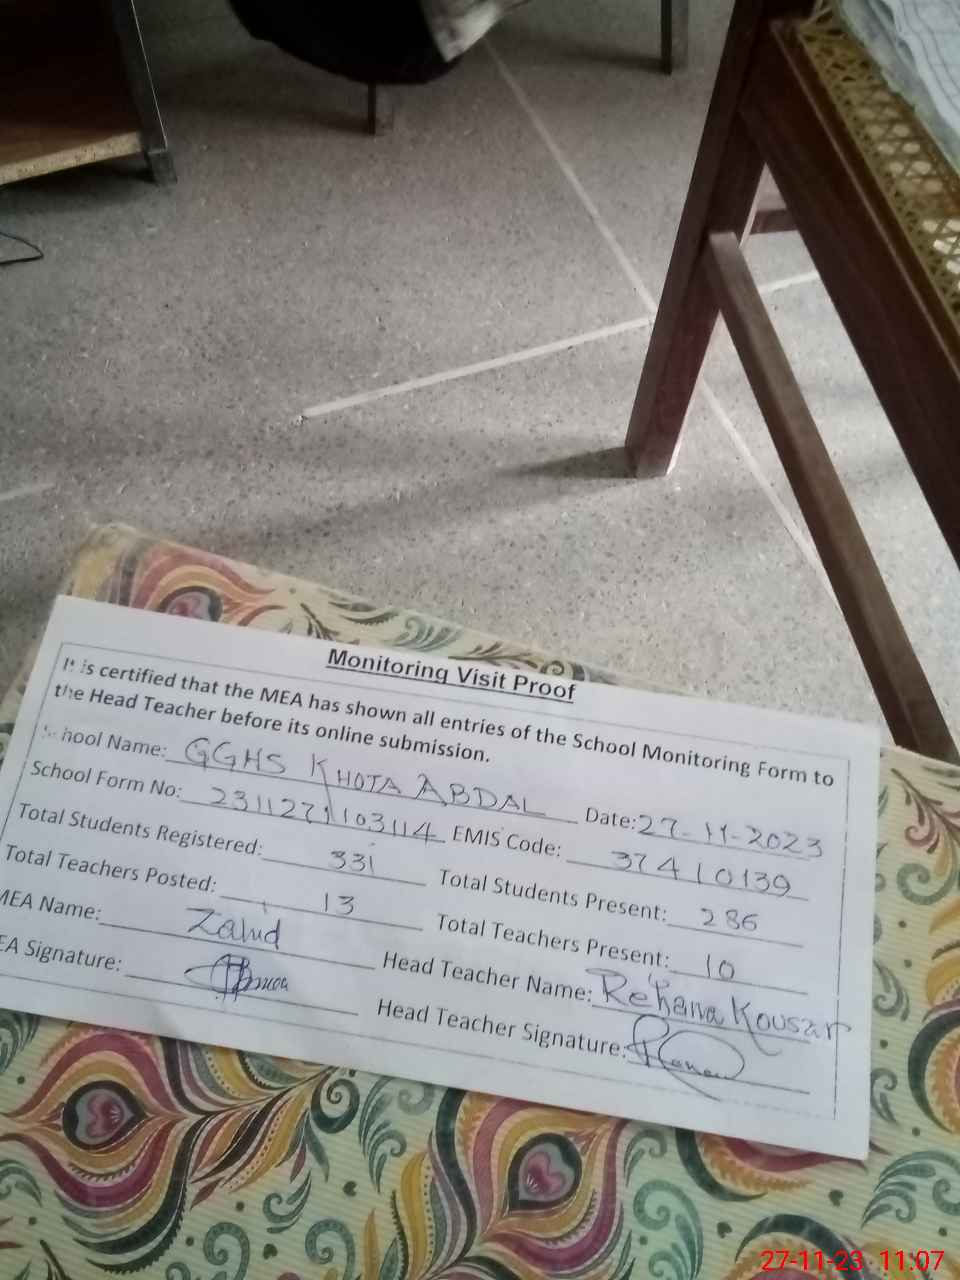 Monitoring Visit Proof
It is certified that the MEA has shown all entries of the School Monitoring Form to
the Head Teacher before its online submission.
School Name: GGHS KHOTA ABDAL Date: 27-11-2023
School Form No: 2311271103114 EMIS Code: 37410139
Total Students Registered: 331 Total Students Present: 286
Total Teachers Posted: 13 Total Teachers Present: 10
MEA Name: Zahid Head Teacher Name: Rehana Kousar
EA Signature: Head Teacher Signature:
27-11-23 11:07